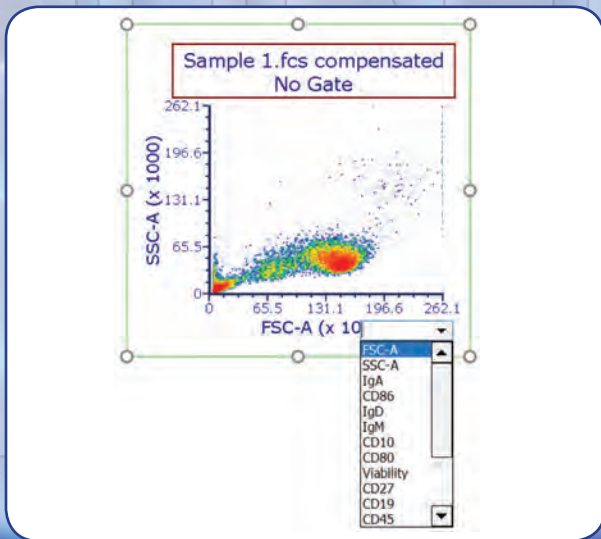 Sample 1.fcs compensated
No Gate
262.1
196.6
131.1
65.5
0
SSC-A (x 1000)
0 65.5 131.1 196.6 262.1
FSC-A (x 10
FSC-A
SSC-A
IgA
CD86
IgD
IgM
CD10
CD80
Viability
CD27
CD19
CD45